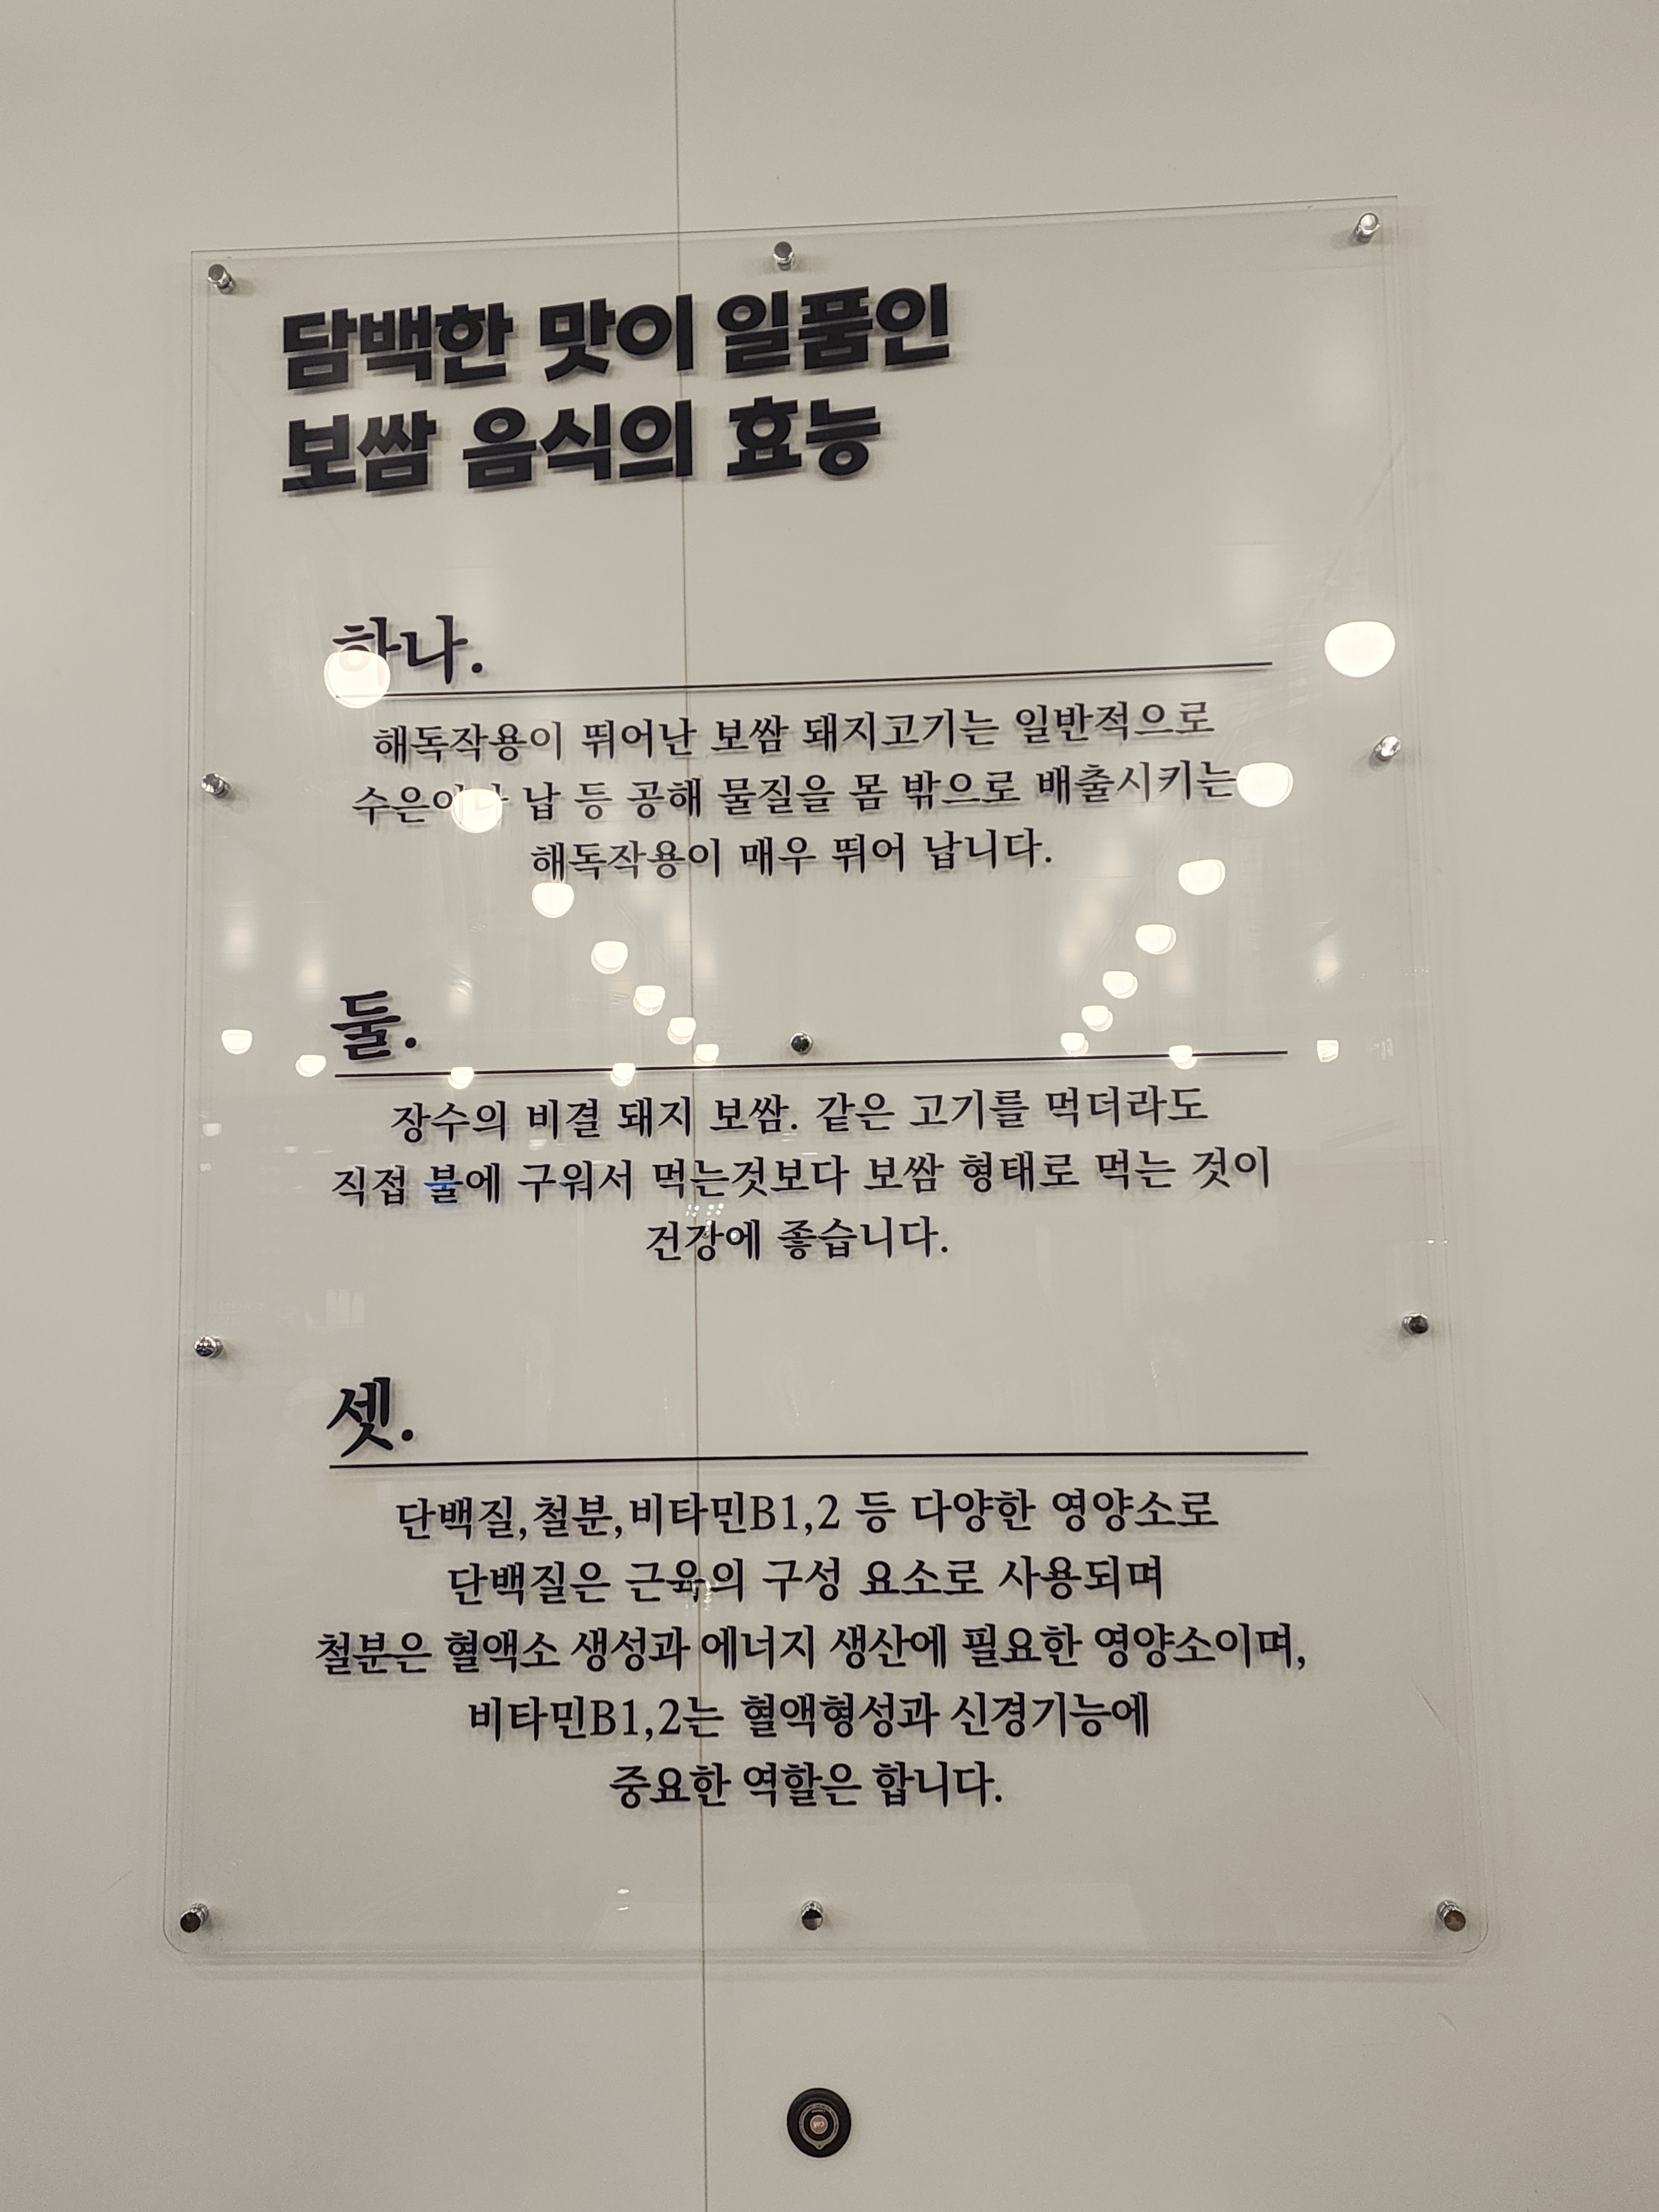 담백한 맛이 일품인
보쌈 음식의 효능
하나.
해독작용이 뛰어난 보쌈 돼지고기는 일반적으로
수은이나 납 등 공해 물질을 몸 밖으로 배출시키는
해독작용이 매우 뛰어 납니다.
둘.
장수의 비결 돼지 보쌈. 같은 고기를 먹더라도
직접 불에 구워서 먹는것보다 보쌈 형태로 먹는 것이
건강에 좋습니다.
셋.
단백질,철분,비타민B1,2 등 다양한 영양소로
단백질은 근육의 구성 요소로 사용되며
철분은 혈액소 생성과 에너지 생산에 필요한 영양소이며,
비타민B1,2는 혈액형성과 신경기능에
중요한 역할은 합니다.